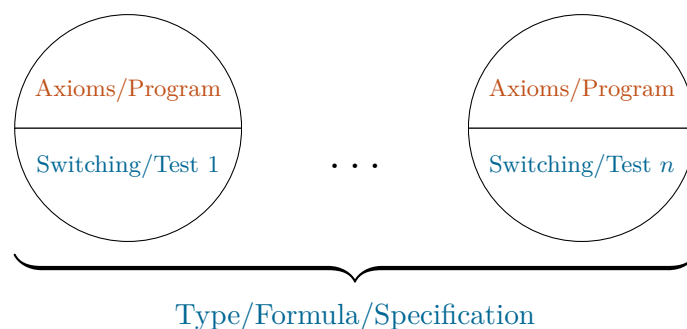 Axioms/Program
Axioms/Program
Switching/Test 1
. . .
Switching/Test n
Type/Formula/Specification